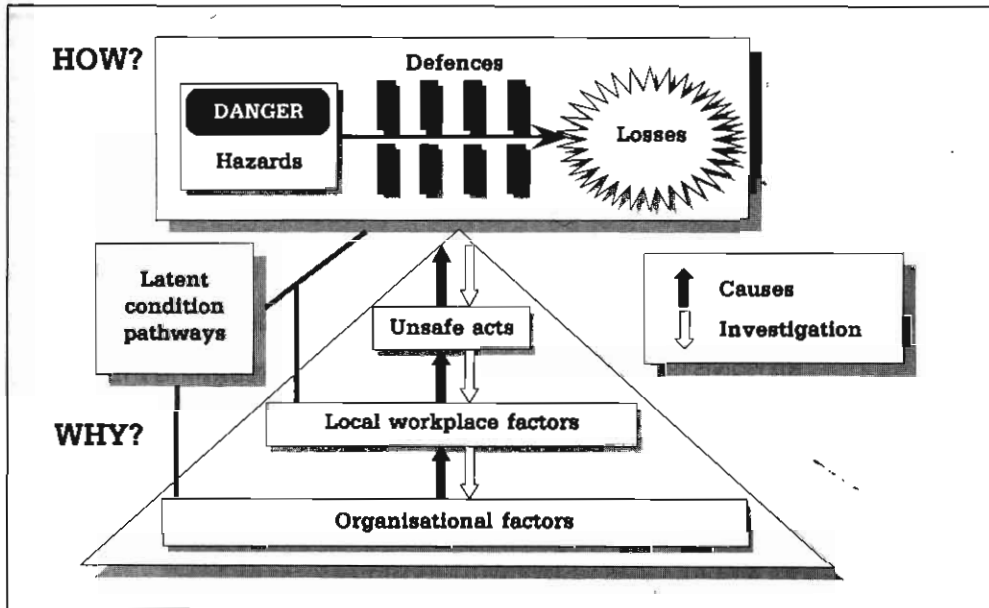 HOW?
Defences
DANGER
Hazards
Losses
Latent
condition
pathways
Causes
Investigation
Unsafe acts
Local workplace factors
WHY?
Organisational factors